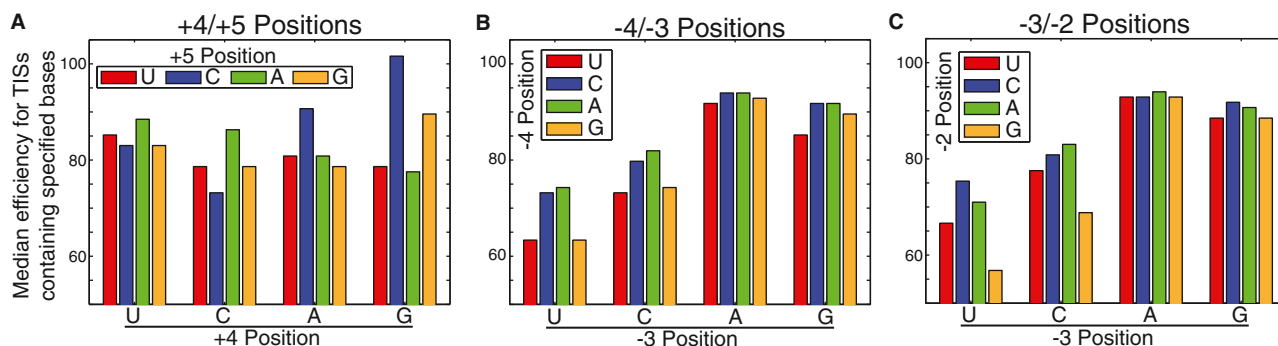 A
+4/+5 Positions
Median efficiency for TISs
containing specified bases
100
80
60
+5 Position
U C A G
U C A G
+4 Position
B
-4/-3 Positions
100
80
60
-4 Position
U
C
A
G
U C A G
-3 Position
C
-3/-2 Positions
100
80
60
-2 Position
U
C
A
G
U C A G
-3 Position